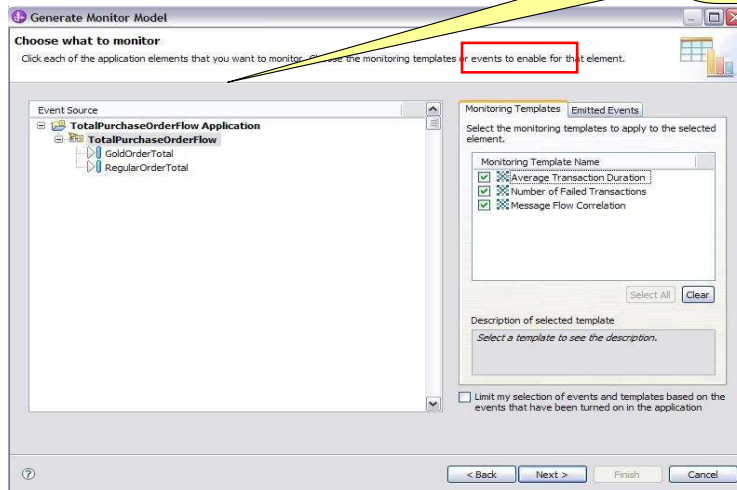 Generate Monitor Model
Choose what to monitor
Click each of the application elements that you want to monitor. Choose the monitoring templates or events to enable for that element.
Event Source
TotalPurchaseOrderFlow Application
TotalPurchaseOrderFlow
GoldOrderTotal
RegularOrderTotal
Monitoring Templates
Emitted Events
Select the monitoring templates to apply to the selected
element.
Monitoring Template Name
Average Transaction Duration
Number of Failed Transactions
Message Flow Correlation
Select All
Clear
Description of selected template
Select a template to see the description.
Limit my selection of events and templates based on the
events that have been turned on in the application
?
< Back
Next >
Finish
Cancel